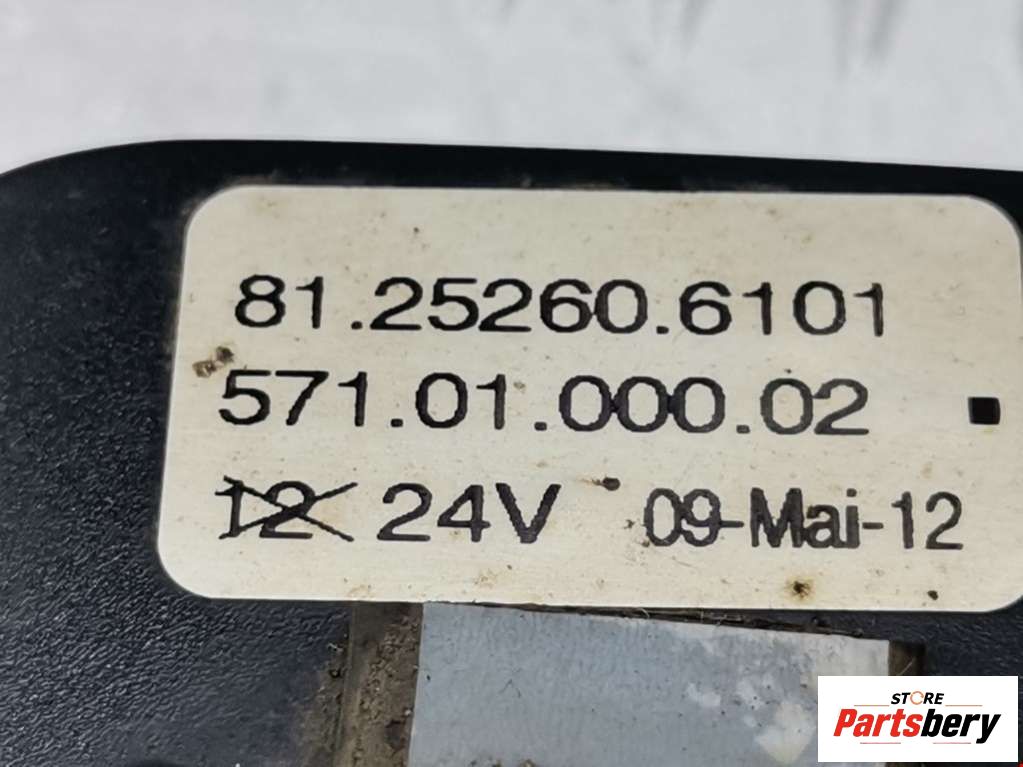 81.25260.6101
571.01.000.02
12 24V 09-Mai-12
STORE
Partsbery